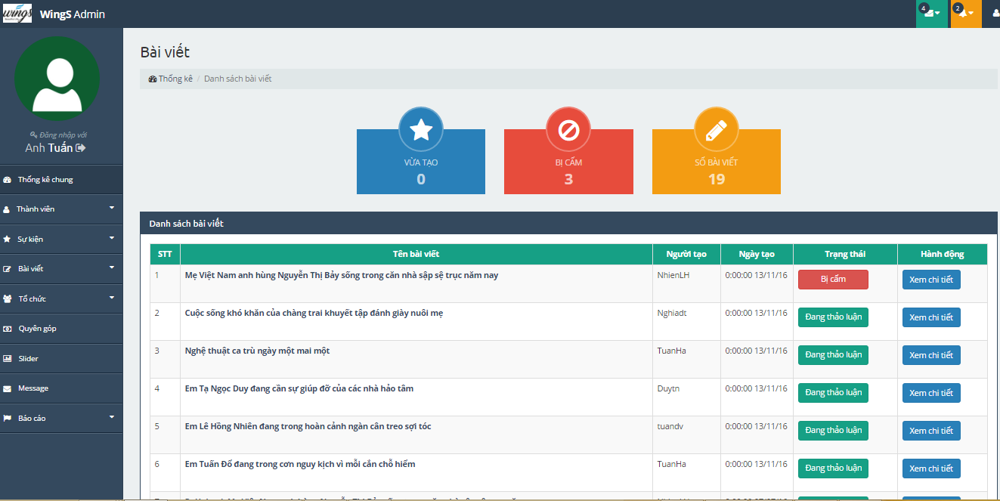 wings WingS Admin
4
2
Đăng nhập với
Anh Tuấn
Thống kê chung
Thành viên
Sự kiện
Bài viết
Tổ chức
Quyên góp
Slider
Message
Báo cáo
Bài viết
Thống kê / Danh sách bài viết
VỪA TẠO
0
BỊ CẤM
3
SỐ BÀI VIẾT
19
Danh sách bài viết
STT Tên bài viết Người tạo Ngày tạo Trạng thái Hành động
1 Mẹ Việt Nam anh hùng Nguyễn Thị Bảy sống trong căn nhà sập sệ trục năm nay NhienLH 0:00:00 13/11/16 Bị cấm Xem chi tiết
2 Cuộc sống khó khăn của chàng trai khuyết tập đánh giày nuôi mẹ Nghiadt 0:00:00 13/11/16 Đang thảo luận Xem chi tiết
3 Nghệ thuật ca trù ngày một mai một TuanHa 0:00:00 13/11/16 Đang thảo luận Xem chi tiết
4 Em Tạ Ngọc Duy đang cần sự giúp đỡ của các nhà hảo tâm Duytn 0:00:00 13/11/16 Đang thảo luận Xem chi tiết
5 Em Lê Hồng Nhiên đang trong hoàn cảnh ngàn cân treo sợi tóc tuandv 0:00:00 13/11/16 Đang thảo luận Xem chi tiết
6 Em Tuấn Đố đang trong cơn nguy kịch vì mỗi cắn chỗ hiểm TuanHa 0:00:00 13/11/16 Đang thảo luận Xem chi tiết